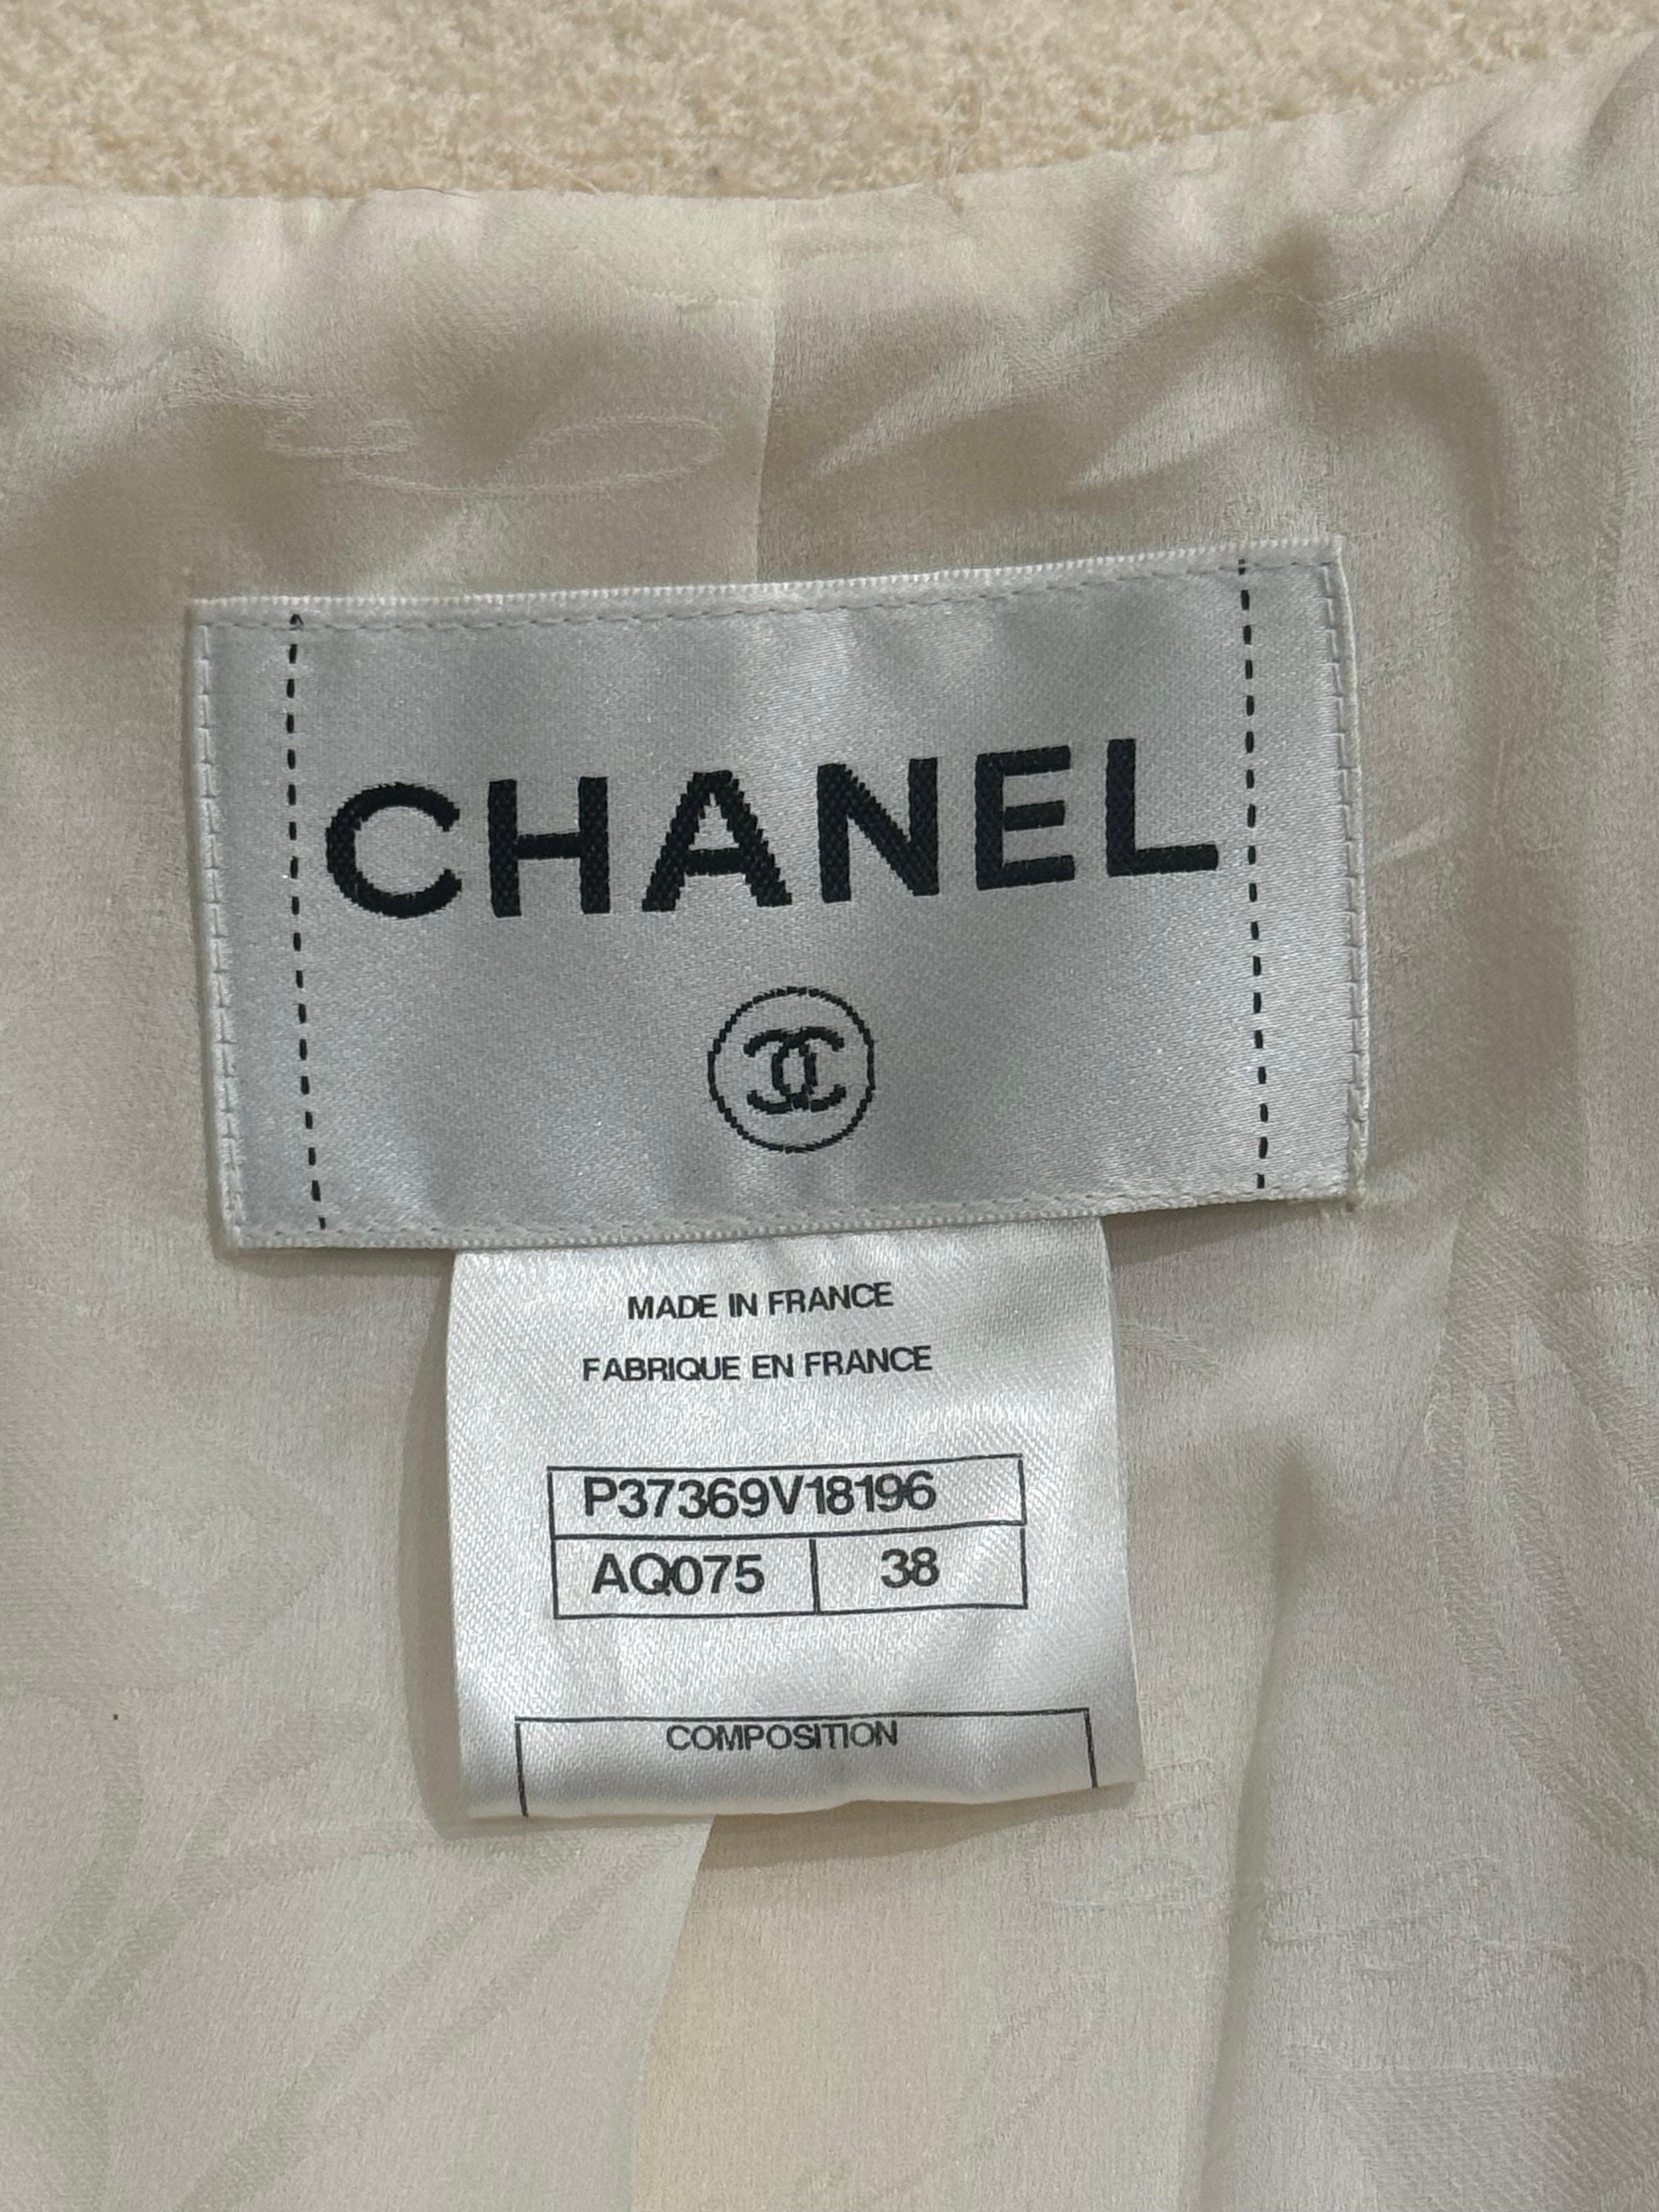 CHANEL
MADE IN FRANCE
FABRIQUE EN FRANCE
P37369V18196
AQ075 38
COMPOSITION